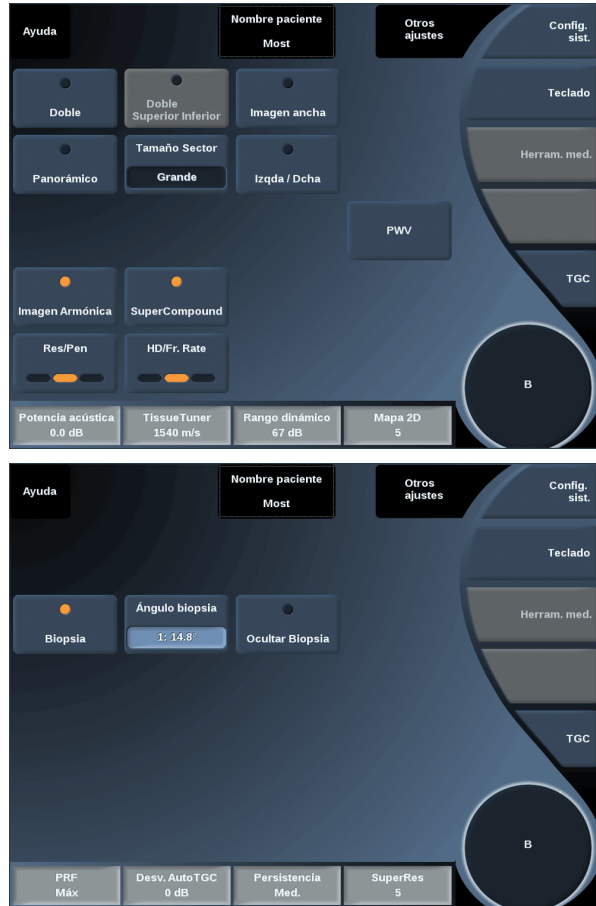 Ayuda
Nombre paciente
Most
Otros
ajustes
Config.
sist.
Teclado
Doble
Doble
Superior Inferior
Imagen ancha
Herram. med.
Panorámico
Tamaño Sector
Grande
Izqda / Dcha
PWV
TGC
Imagen Armónica
SuperCompound
Res/Pen
HD/Fr. Rate
B
Potencia acústica
0.0 dB
TissueTuner
1540 m/s
Rango dinámico
67 dB
Mapa 2D
5
Ayuda
Nombre paciente
Most
Otros
ajustes
Config.
sist.
Teclado
Biopsia
Ángulo biopsia
1: 14.8°
Ocultar Biopsia
Herram. med.
TGC
B
PRF
Máx
Desv. AutoTGC
0 dB
Persistencia
Med.
SuperRes
5